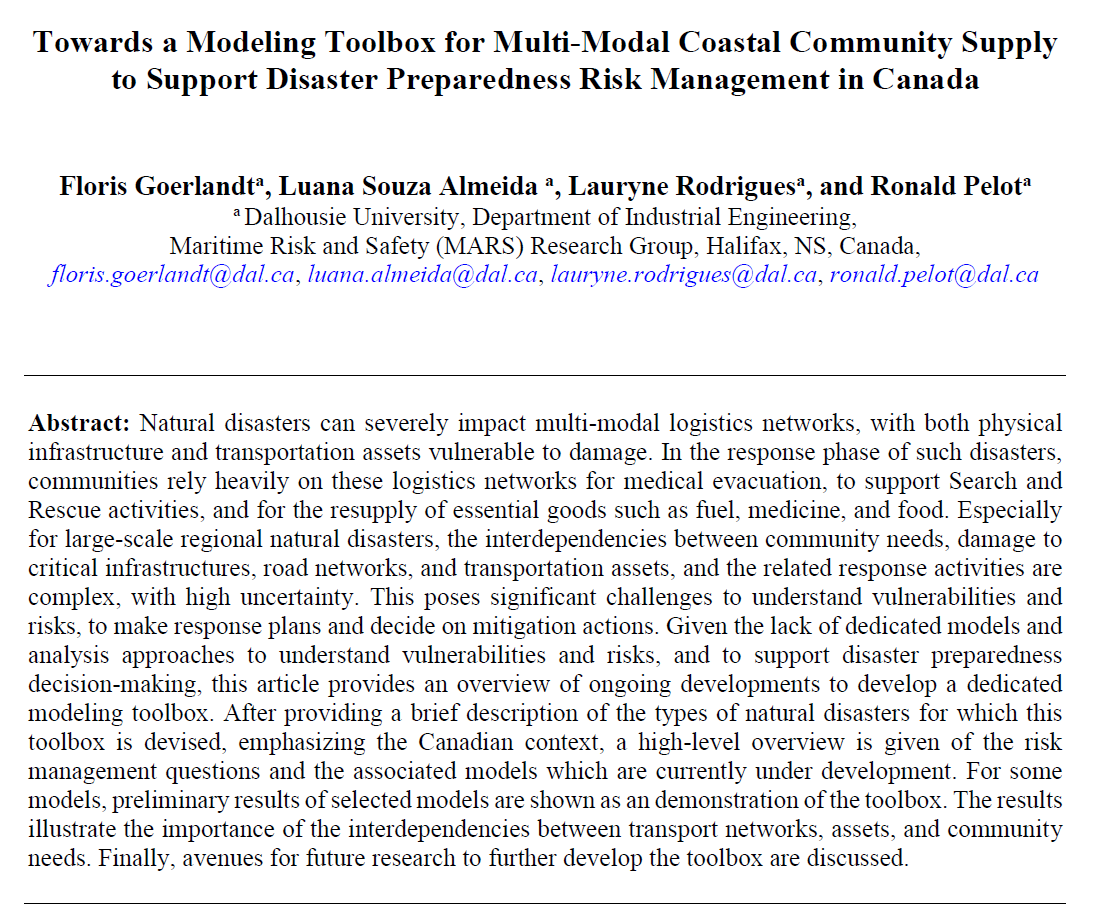 Towards a Modeling Toolbox for Multi-Modal Coastal Community Supply
to Support Disaster Preparedness Risk Management in Canada
Floris Goerlandtᵃ, Luana Souza Almeida ᵃ, Lauryne Rodriguesᵃ, and Ronald Pelotᵃ
ᵃ Dalhousie University, Department of Industrial Engineering,
Maritime Risk and Safety (MARS) Research Group, Halifax, NS, Canada,
floris.goerlandt@dal.ca, luana.almeida@dal.ca, lauryne.rodrigues@dal.ca, ronald.pelot@dal.ca
Abstract: Natural disasters can severely impact multi-modal logistics networks, with both physical
infrastructure and transportation assets vulnerable to damage. In the response phase of such disasters,
communities rely heavily on these logistics networks for medical evacuation, to support Search and
Rescue activities, and for the resupply of essential goods such as fuel, medicine, and food. Especially
for large-scale regional natural disasters, the interdependencies between community needs, damage to
critical infrastructures, road networks, and transportation assets, and the related response activities are
complex, with high uncertainty. This poses significant challenges to understand vulnerabilities and
risks, to make response plans and decide on mitigation actions. Given the lack of dedicated models and
analysis approaches to understand vulnerabilities and risks, and to support disaster preparedness
decision-making, this article provides an overview of ongoing developments to develop a dedicated
modeling toolbox. After providing a brief description of the types of natural disasters for which this
toolbox is devised, emphasizing the Canadian context, a high-level overview is given of the risk
management questions and the associated models which are currently under development. For some
models, preliminary results of selected models are shown as an demonstration of the toolbox. The results
illustrate the importance of the interdependencies between transport networks, assets, and community
needs. Finally, avenues for future research to further develop the toolbox are discussed.